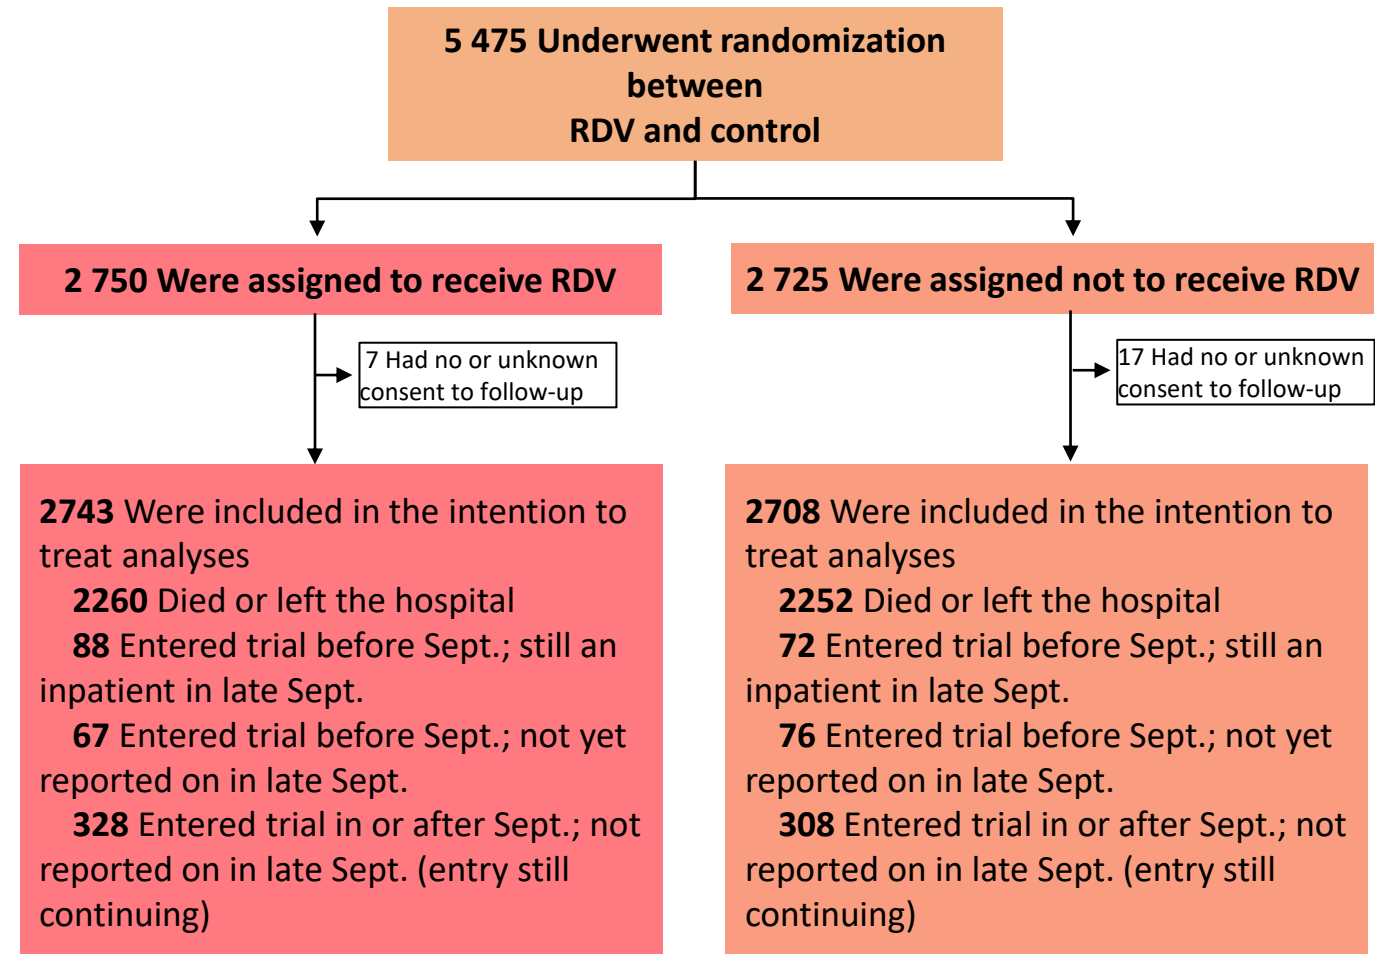 5 475 Underwent randomization
between
RDV and control
2 750 Were assigned to receive RDV
2 725 Were assigned not to receive RDV
7 Had no or unknown
consent to follow-up
17 Had no or unknown
consent to follow-up
2743 Were included in the intention to
treat analyses
2260 Died or left the hospital
88 Entered trial before Sept.; still an
inpatient in late Sept.
67 Entered trial before Sept.; not yet
reported on in late Sept.
328 Entered trial in or after Sept.; not
reported on in late Sept. (entry still
continuing)
2708 Were included in the intention to
treat analyses
2252 Died or left the hospital
72 Entered trial before Sept.; still an
inpatient in late Sept.
76 Entered trial before Sept.; not yet
reported on in late Sept.
308 Entered trial in or after Sept.; not
reported on in late Sept. (entry still
continuing)